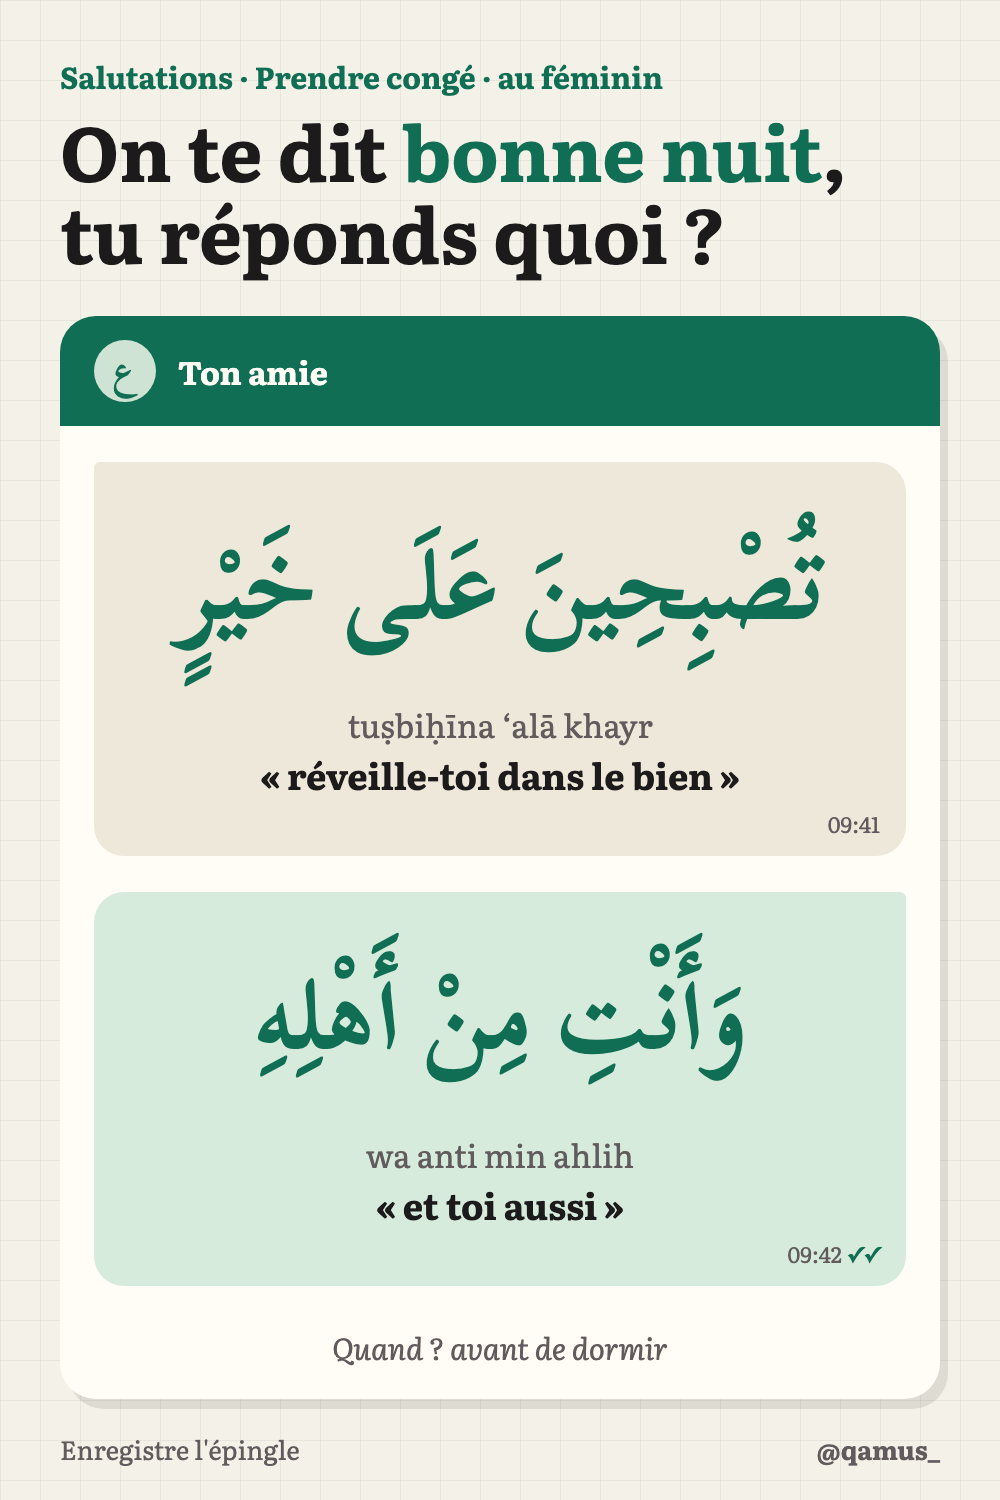 Salutations · Prendre congé · au féminin
On te dit bonne nuit,
tu réponds quoi ?
ع
Ton amie
تُصْبِحِينَ عَلَى خَيْرٍ
tuṣbiḥīna ‘alā khayr
« réveille-toi dans le bien »
09:41
وَأَنْتِ مِنْ أَهْلِهِ
wa anti min ahlih
« et toi aussi »
09:42 ✓✓
Quand ? avant de dormir
Enregistre l'épingle
@qamus_